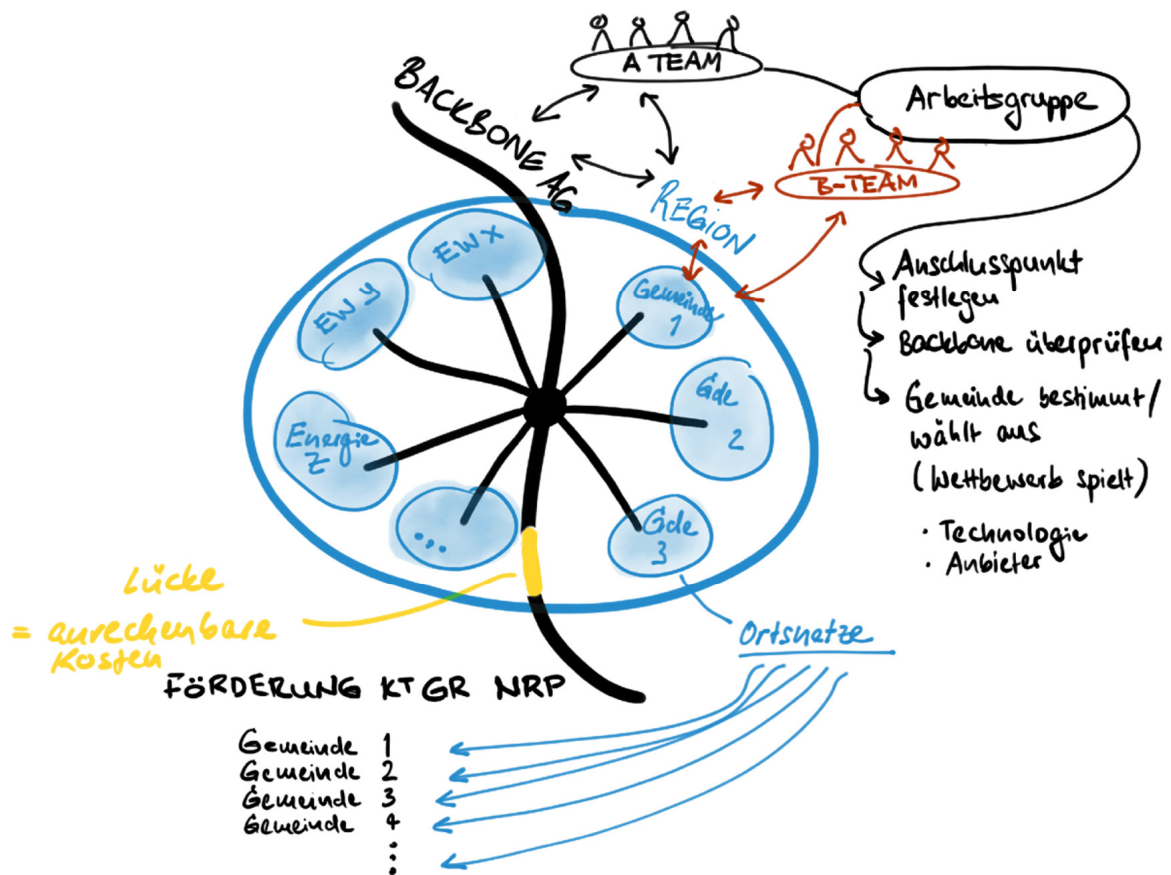 A TEAM
BACKBONE AG
Arbeitsgruppe
B-TEAM
REGION
EW X
EW Y
Energie
Z
...
Gemeinde
1
Gde
2
Gde
3
Anschlusspunkt
festlegen
Backbone überprüfen
Gemeinde bestimmt/
wählt aus
(Wettbewerb spielt)
· Technologie
· Anbieter
Lücke
= anrechenbare
Kosten
Ortsnetze
FÖRDERUNG KT GR NRP
Gemeinde 1
Gemeinde 2
Gemeinde 3
Gemeinde 4
⋮